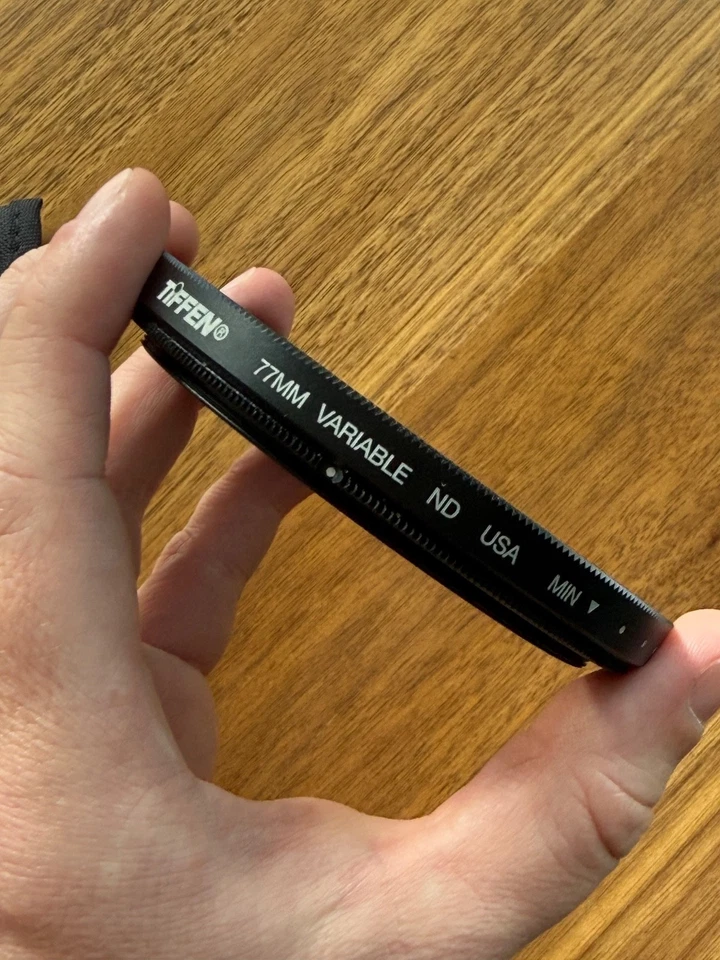 TIFFEN® 77MM VARIABLE ND USA MIN ▼